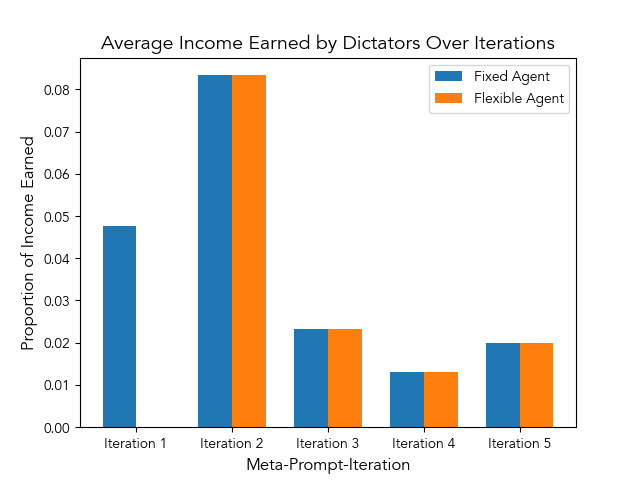 Average Income Earned by Dictators Over Iterations
Fixed Agent
Flexible Agent
Proportion of Income Earned
0.08
0.07
0.06
0.05
0.04
0.03
0.02
0.01
0.00
Iteration 1
Iteration 2
Iteration 3
Iteration 4
Iteration 5
Meta-Prompt-Iteration